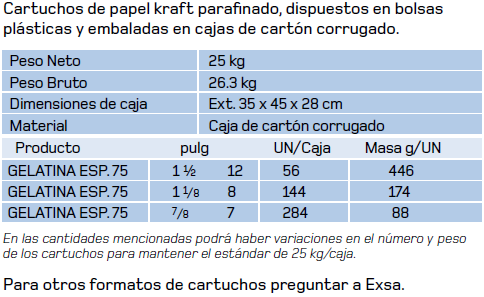 Cartuchos de papel kraft parafinado, dispuestos en bolsas
plásticas y embaladas en cajas de cartón corrugado.
Peso Neto 25 kg
Peso Bruto 26.3 kg
Dimensiones de caja Ext. 35 x 45 x 28 cm
Material Caja de cartón corrugado
Producto pulg UN/Caja Masa g/UN
GELATINA ESP. 75 1 ½ 12 56 446
GELATINA ESP. 75 1 1/8 8 144 174
GELATINA ESP. 75 7/8 7 284 88
En las cantidades mencionadas podrá haber variaciones en el número y peso
de los cartuchos para mantener el estándar de 25 kg/caja.
Para otros formatos de cartuchos preguntar a Exsa.